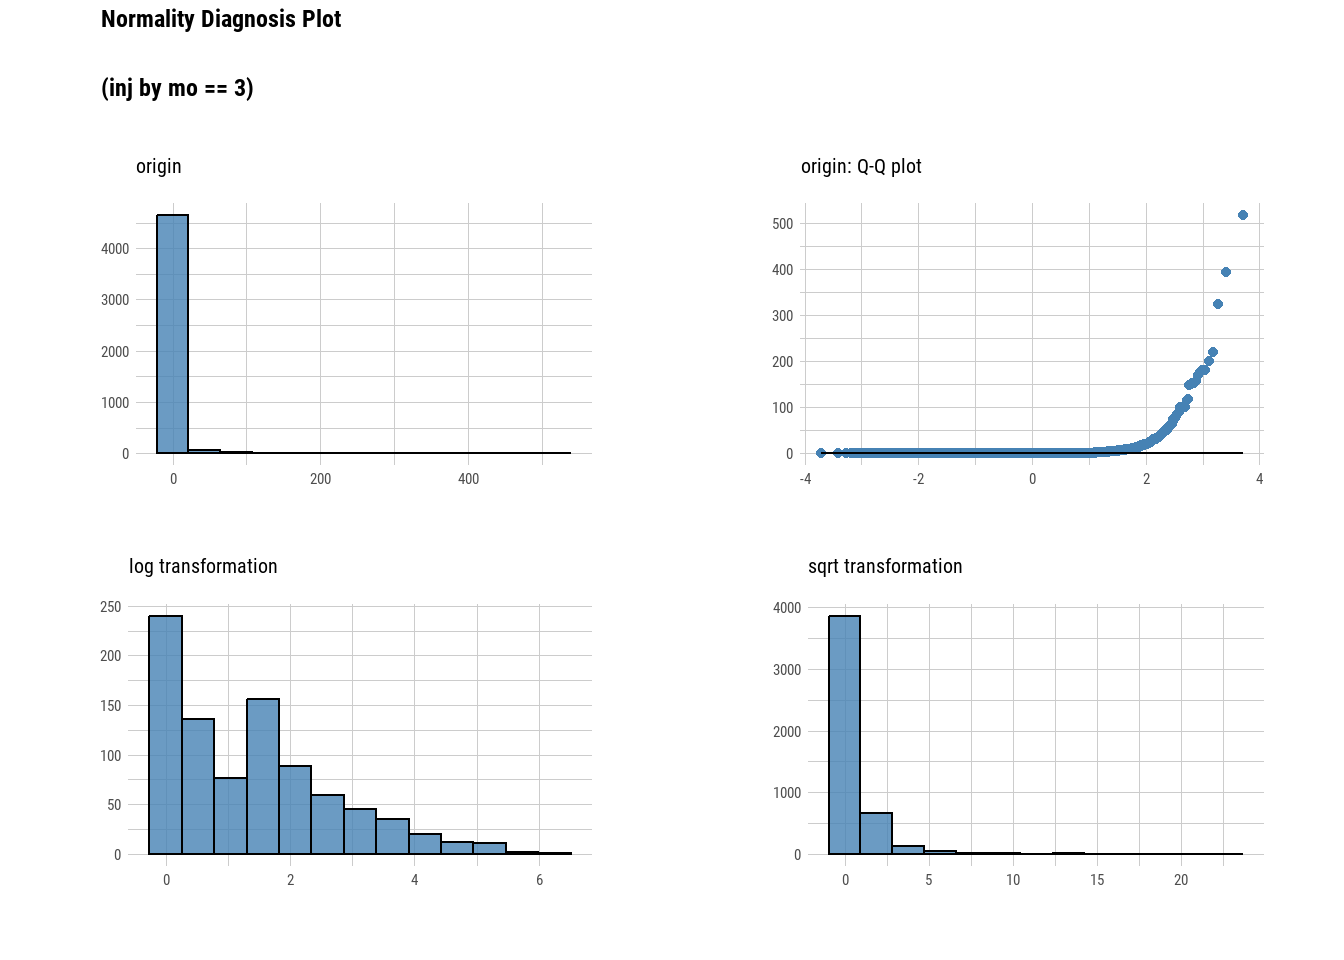 Normality Diagnosis Plot
(inj by mo == 3)
origin
4000
3000
2000
1000
0
0 200 400
origin: Q-Q plot
500
400
300
200
100
0
-4 -2 0 2 4
log transformation
250
200
150
100
50
0
0 2 4 6
sqrt transformation
4000
3000
2000
1000
0
0 5 10 15 20